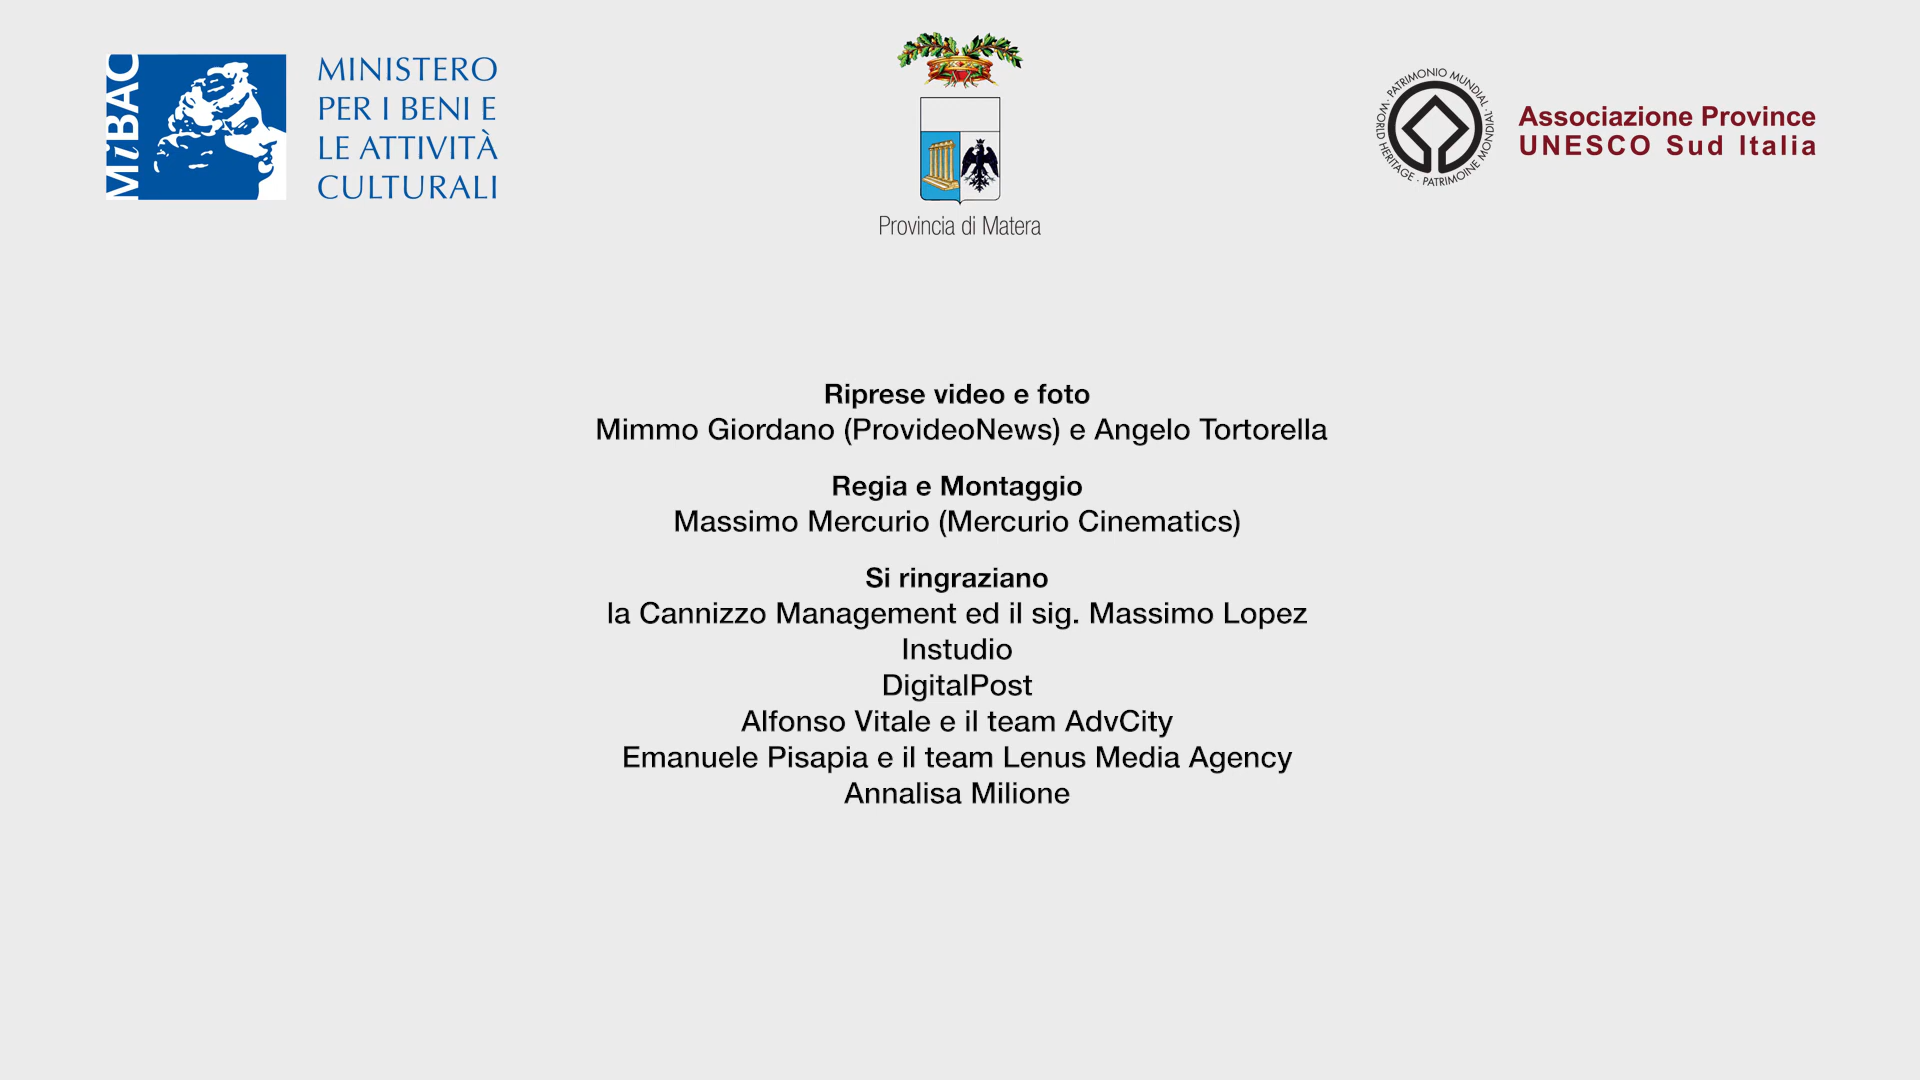 MiBAC
MINISTERO
PER I BENI E
LE ATTIVITÀ
CULTURALI
Provincia di Matera
WORLD HERITAGE · PATRIMOINE MONDIAL · PATRIMONIO MUNDIAL ·
Associazione Province
UNESCO Sud Italia
Riprese video e foto
Mimmo Giordano (ProvideoNews) e Angelo Tortorella
Regia e Montaggio
Massimo Mercurio (Mercurio Cinematics)
Si ringraziano
la Cannizzo Management ed il sig. Massimo Lopez
Instudio
DigitalPost
Alfonso Vitale e il team AdvCity
Emanuele Pisapia e il team Lenus Media Agency
Annalisa Milione